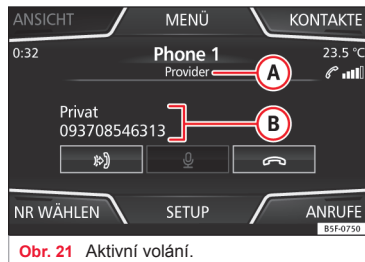 ANSICHT MENÜ KONTAKTE
0:32 Phone 1 23.5 °C
Provider A
Privat
093708546313 B
NR WÄHLEN SETUP ANRUFE
B5F-0750
Obr. 21 Aktivní volání.